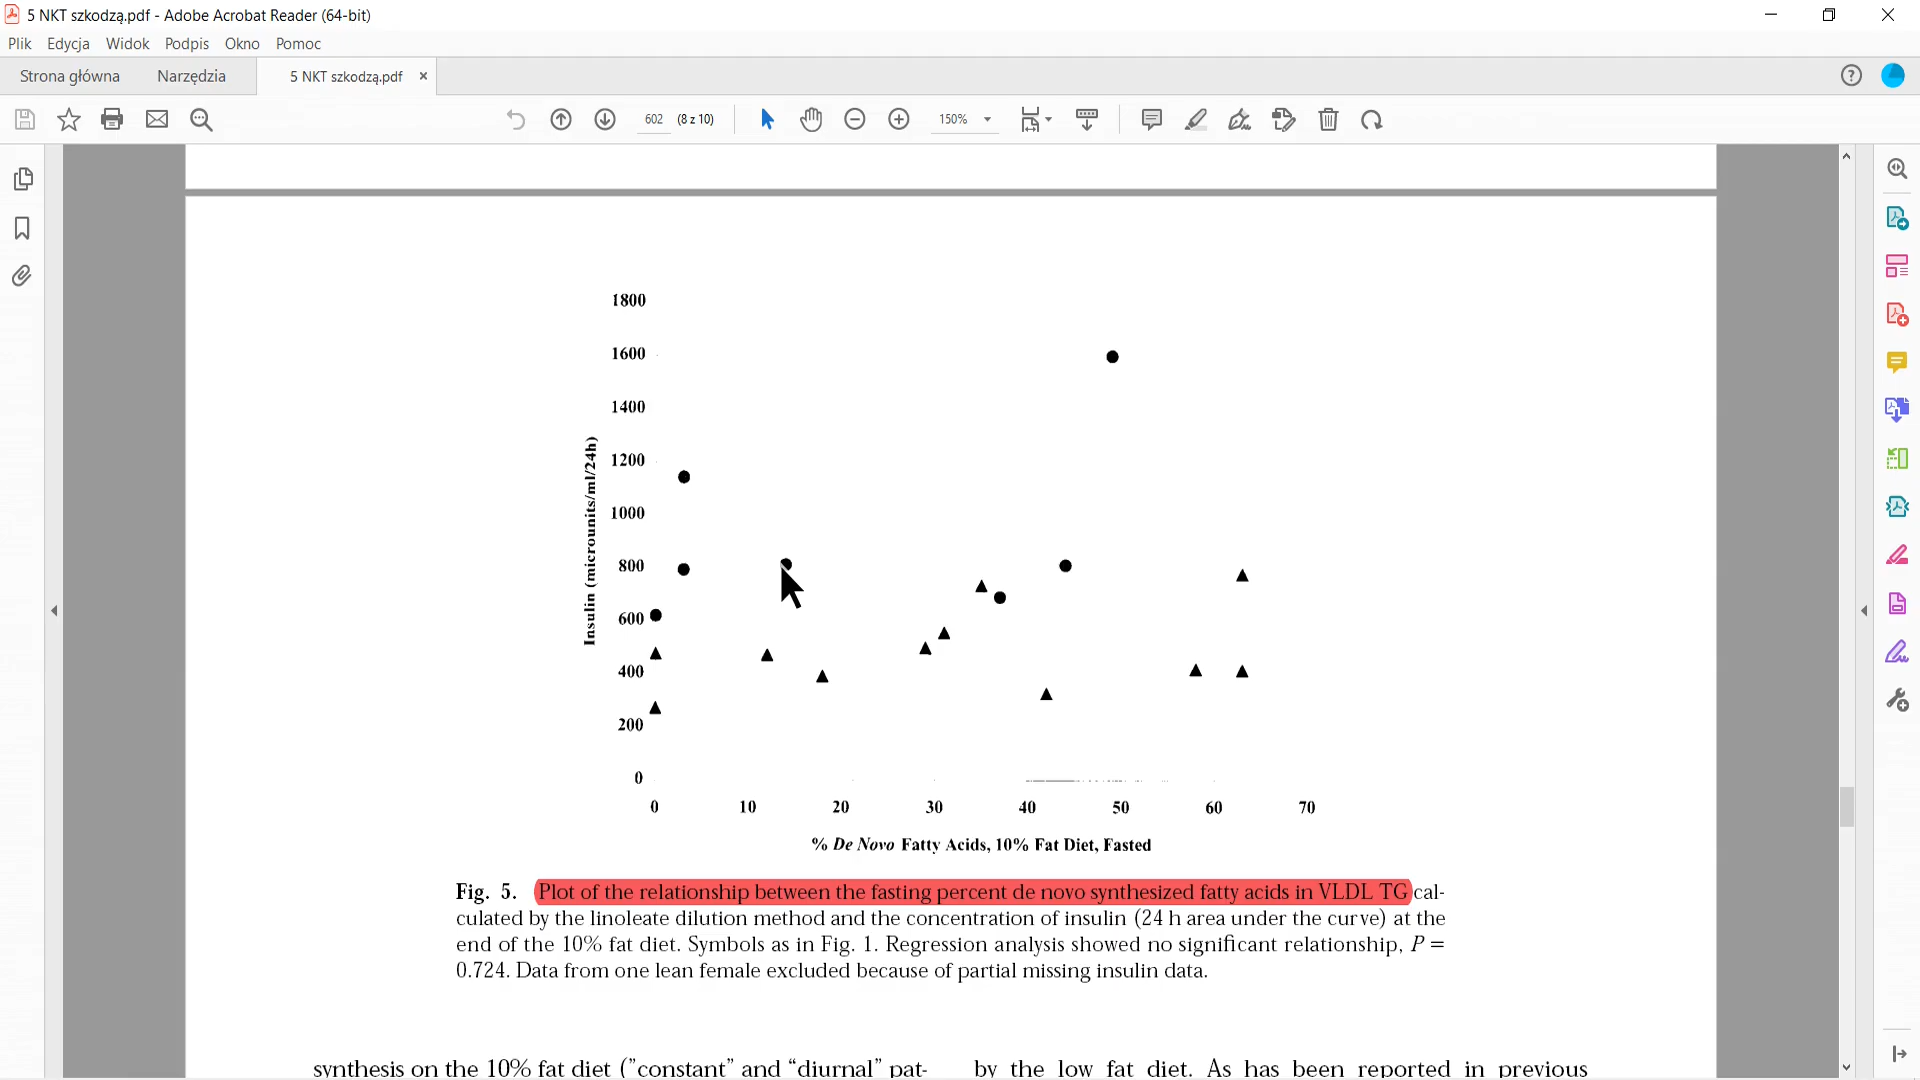 5 NKT szkodzą.pdf - Adobe Acrobat Reader (64-bit)
Plik Edycja Widok Podpis Okno Pomoc
Strona główna Narzędzia 5 NKT szkodzą.pdf ×
602 (8 z 10) 150%
1800
1600
1400
1200
1000
800
600
400
200
0
Insulin (microunits/ml/24h)
0 10 20 30 40 50 60 70
% De Novo Fatty Acids, 10% Fat Diet, Fasted
Fig. 5. Plot of the relationship between the fasting percent de novo synthesized fatty acids in VLDL TG cal-
culated by the linoleate dilution method and the concentration of insulin (24 h area under the curve) at the
end of the 10% fat diet. Symbols as in Fig. 1. Regression analysis showed no significant relationship, P =
0.724. Data from one lean female excluded because of partial missing insulin data.
synthesis on the 10% fat diet ("constant" and "diurnal" pat-
by the low fat diet. As has been reported in previous